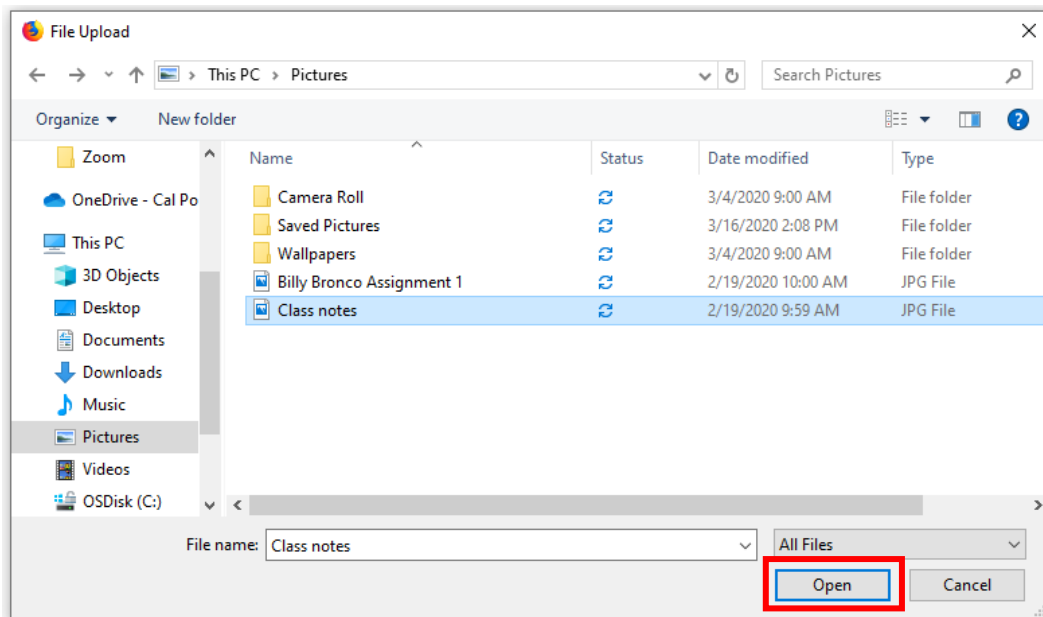 File Upload
This PC > Pictures
Search Pictures
Organize
New folder
Zoom
OneDrive - Cal Po
This PC
3D Objects
Desktop
Documents
Downloads
Music
Pictures
Videos
OSDisk (C:)
Name Status Date modified Type
Camera Roll 3/4/2020 9:00 AM File folder
Saved Pictures 3/16/2020 2:08 PM File folder
Wallpapers 3/4/2020 9:00 AM File folder
Billy Bronco Assignment 1 2/19/2020 10:00 AM JPG File
Class notes 2/19/2020 9:59 AM JPG File
File name: Class notes
All Files
Open
Cancel